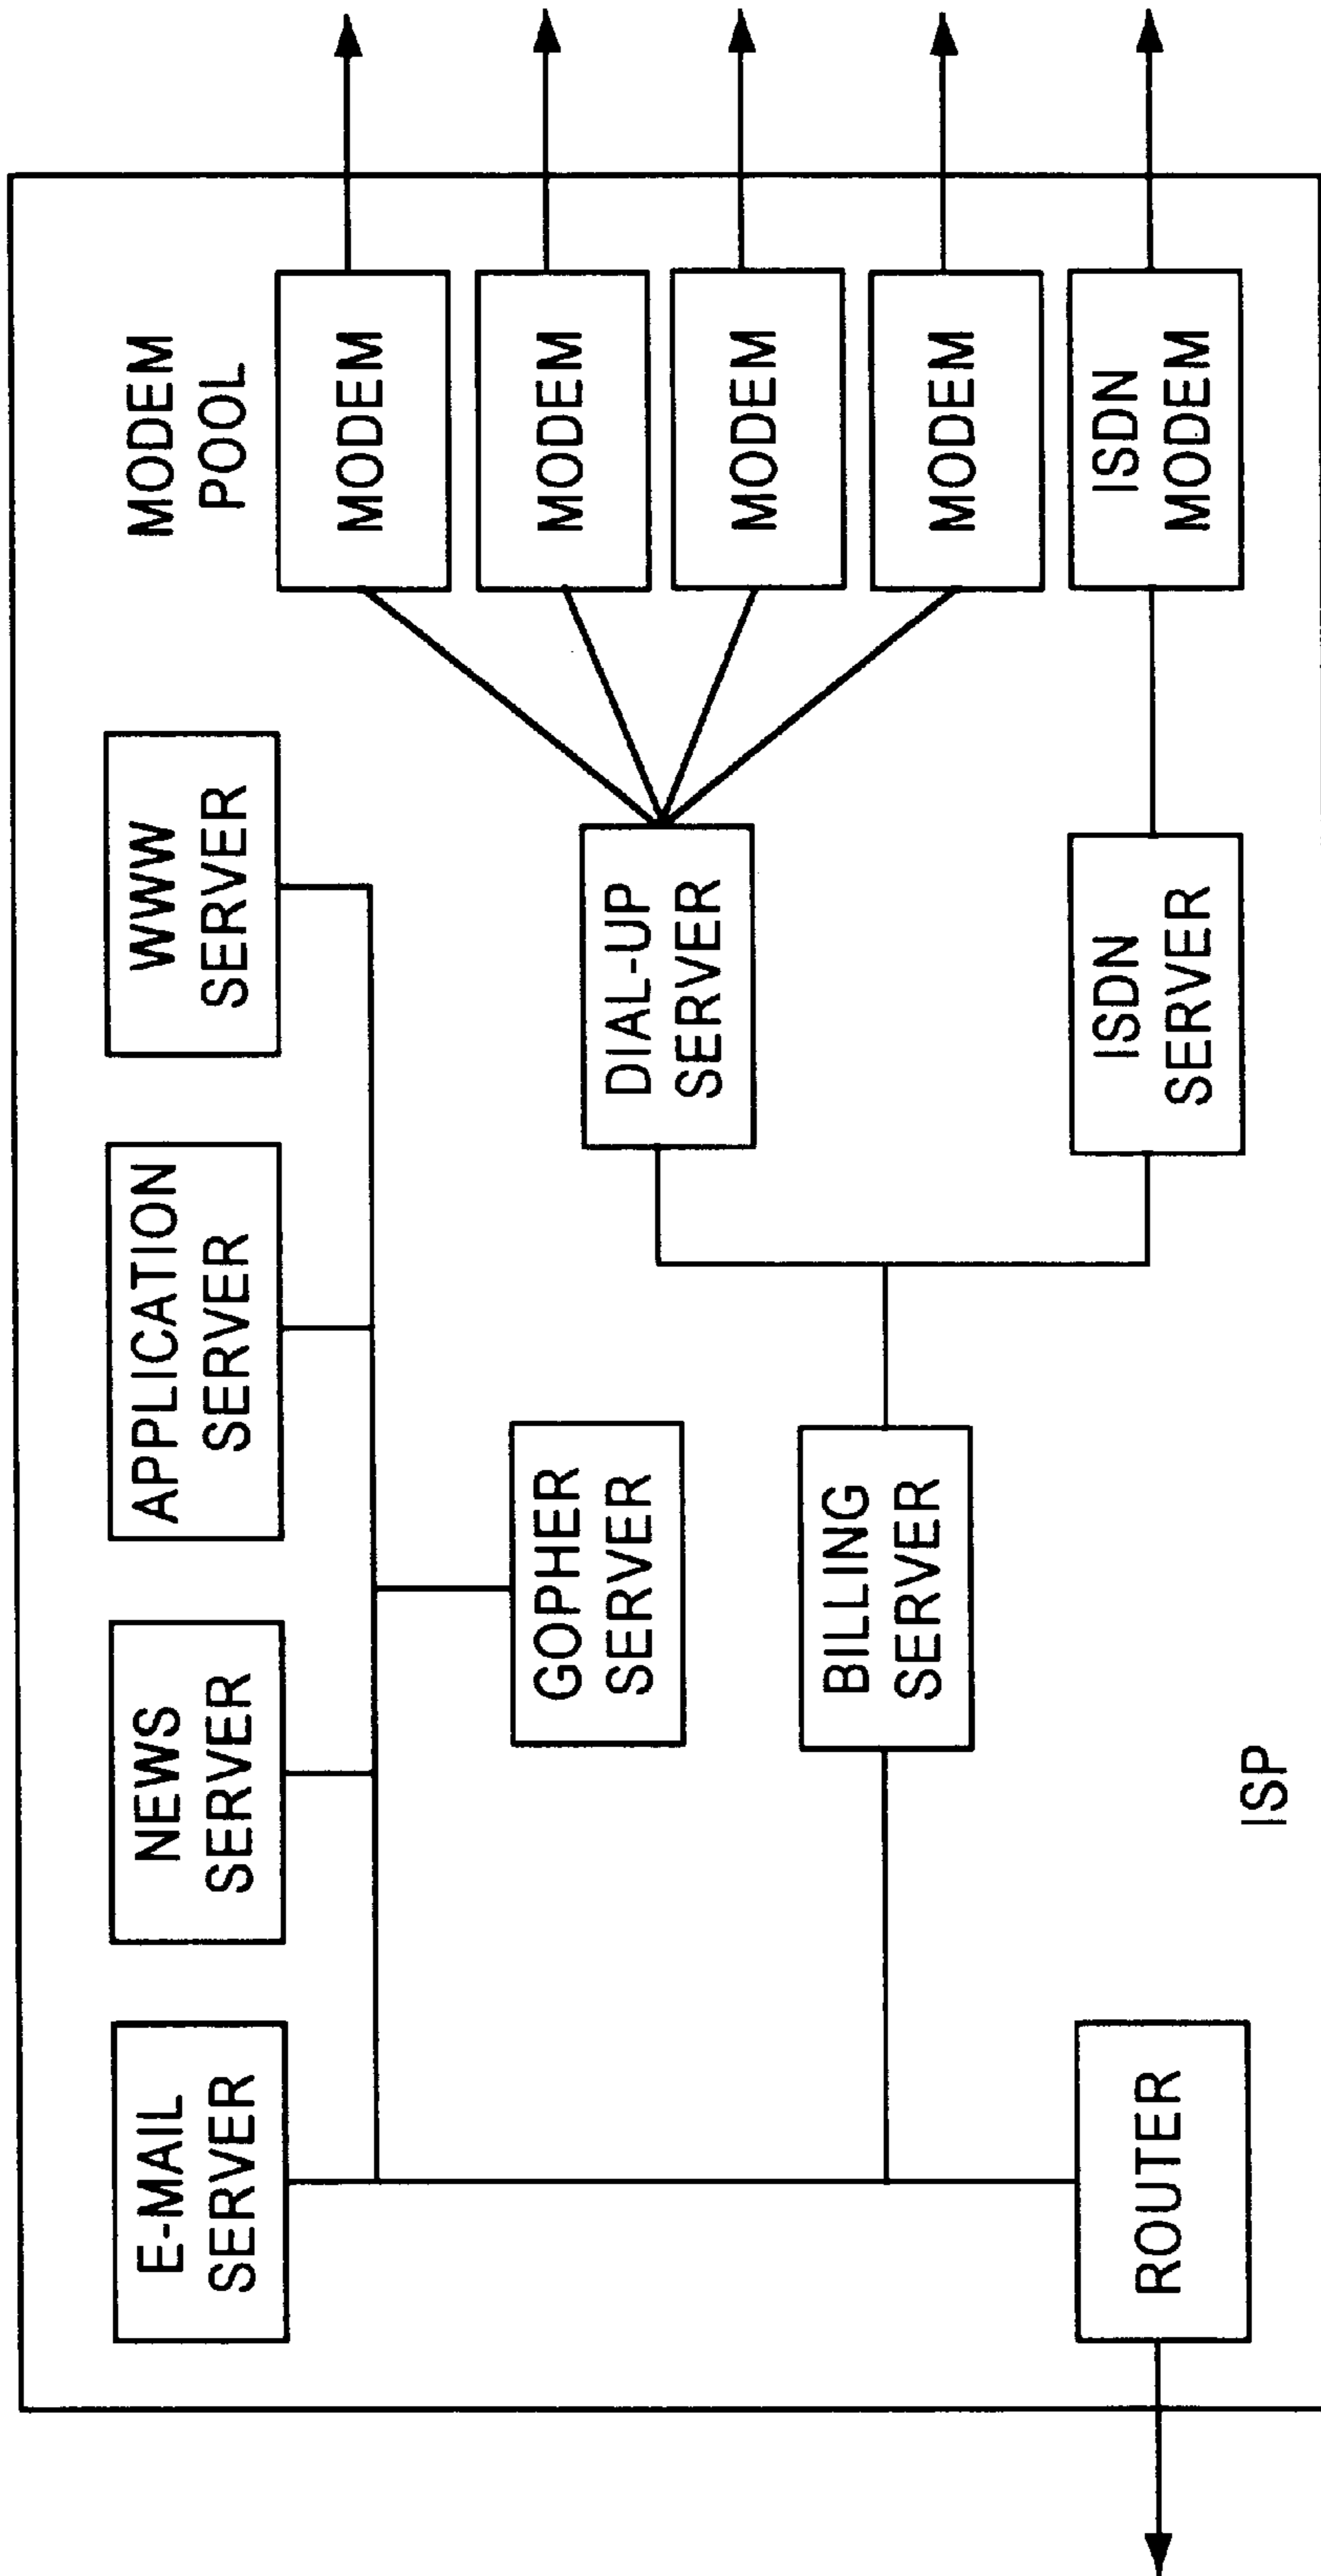 E-MAIL
SERVER
NEWS
SERVER
APPLICATION
SERVER
WWW
SERVER
MODEM
POOL
MODEM
GOPHER
SERVER
DIAL-UP
SERVER
MODEM
MODEM
BILLING
SERVER
MODEM
ROUTER
ISDN
SERVER
ISDN
MODEM
ISP